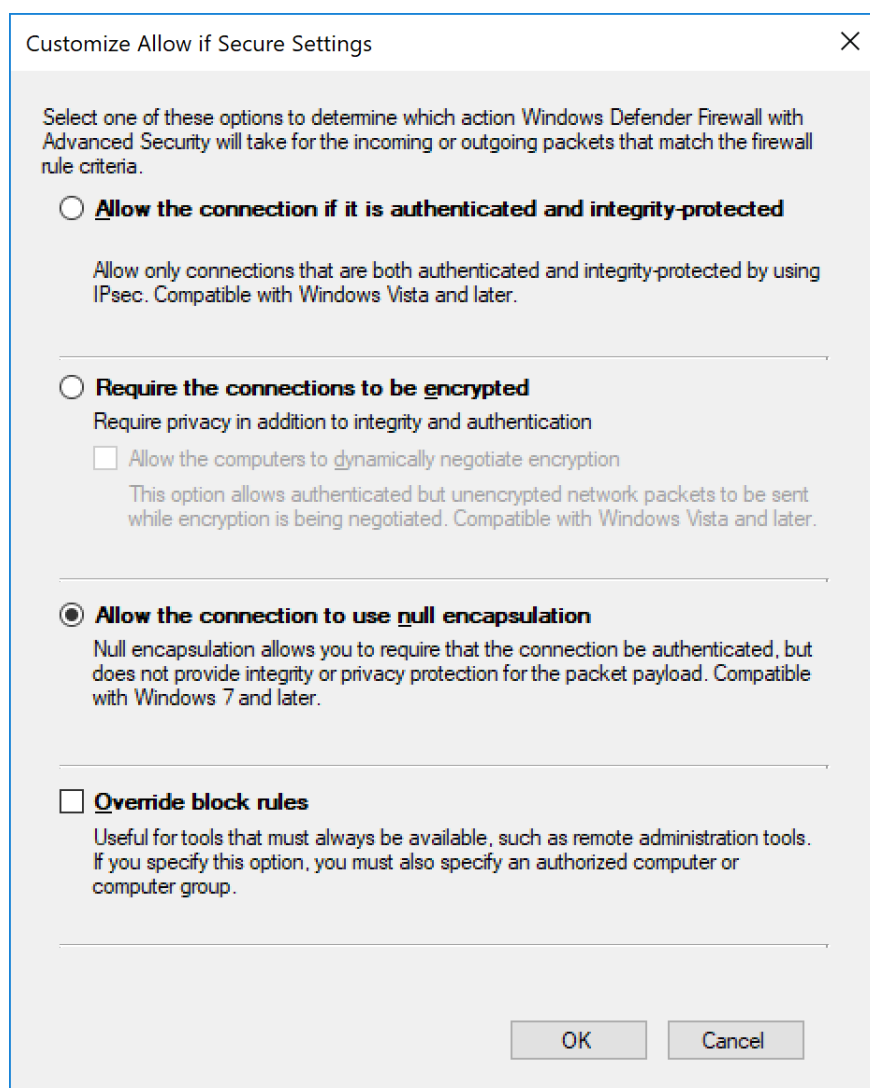 Customize Allow if Secure Settings
Select one of these options to determine which action Windows Defender Firewall with
Advanced Security will take for the incoming or outgoing packets that match the firewall
rule criteria.
Allow the connection if it is authenticated and integrity-protected
Allow only connections that are both authenticated and integrity-protected by using
IPsec. Compatible with Windows Vista and later.
Require the connections to be encrypted
Require privacy in addition to integrity and authentication
Allow the computers to dynamically negotiate encryption
This option allows authenticated but unencrypted network packets to be sent
while encryption is being negotiated. Compatible with Windows Vista and later.
Allow the connection to use null encapsulation
Null encapsulation allows you to require that the connection be authenticated, but
does not provide integrity or privacy protection for the packet payload. Compatible
with Windows 7 and later.
Override block rules
Useful for tools that must always be available, such as remote administration tools.
If you specify this option, you must also specify an authorized computer or
computer group.
OK Cancel